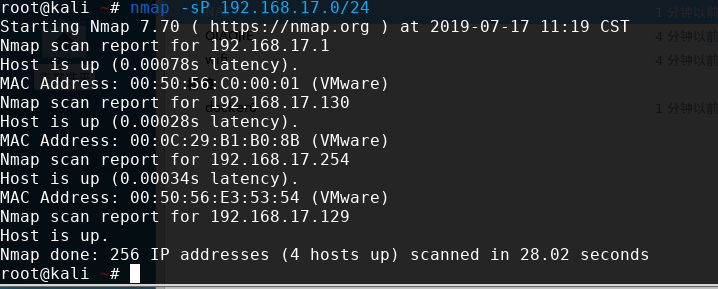 root@kali ~# nmap -sP 192.168.17.0/24
Starting Nmap 7.70 ( https://nmap.org ) at 2019-07-17 11:19 CST
Nmap scan report for 192.168.17.1
Host is up (0.00078s latency).
MAC Address: 00:50:56:C0:00:01 (VMware)
Nmap scan report for 192.168.17.130
Host is up (0.00028s latency).
MAC Address: 00:0C:29:B1:B0:8B (VMware)
Nmap scan report for 192.168.17.254
Host is up (0.00034s latency).
MAC Address: 00:50:56:E3:53:54 (VMware)
Nmap scan report for 192.168.17.129
Host is up.
Nmap done: 256 IP addresses (4 hosts up) scanned in 28.02 seconds
root@kali ~#
1 分钟以前
4 分钟以前
4 分钟以前
1 分钟以前